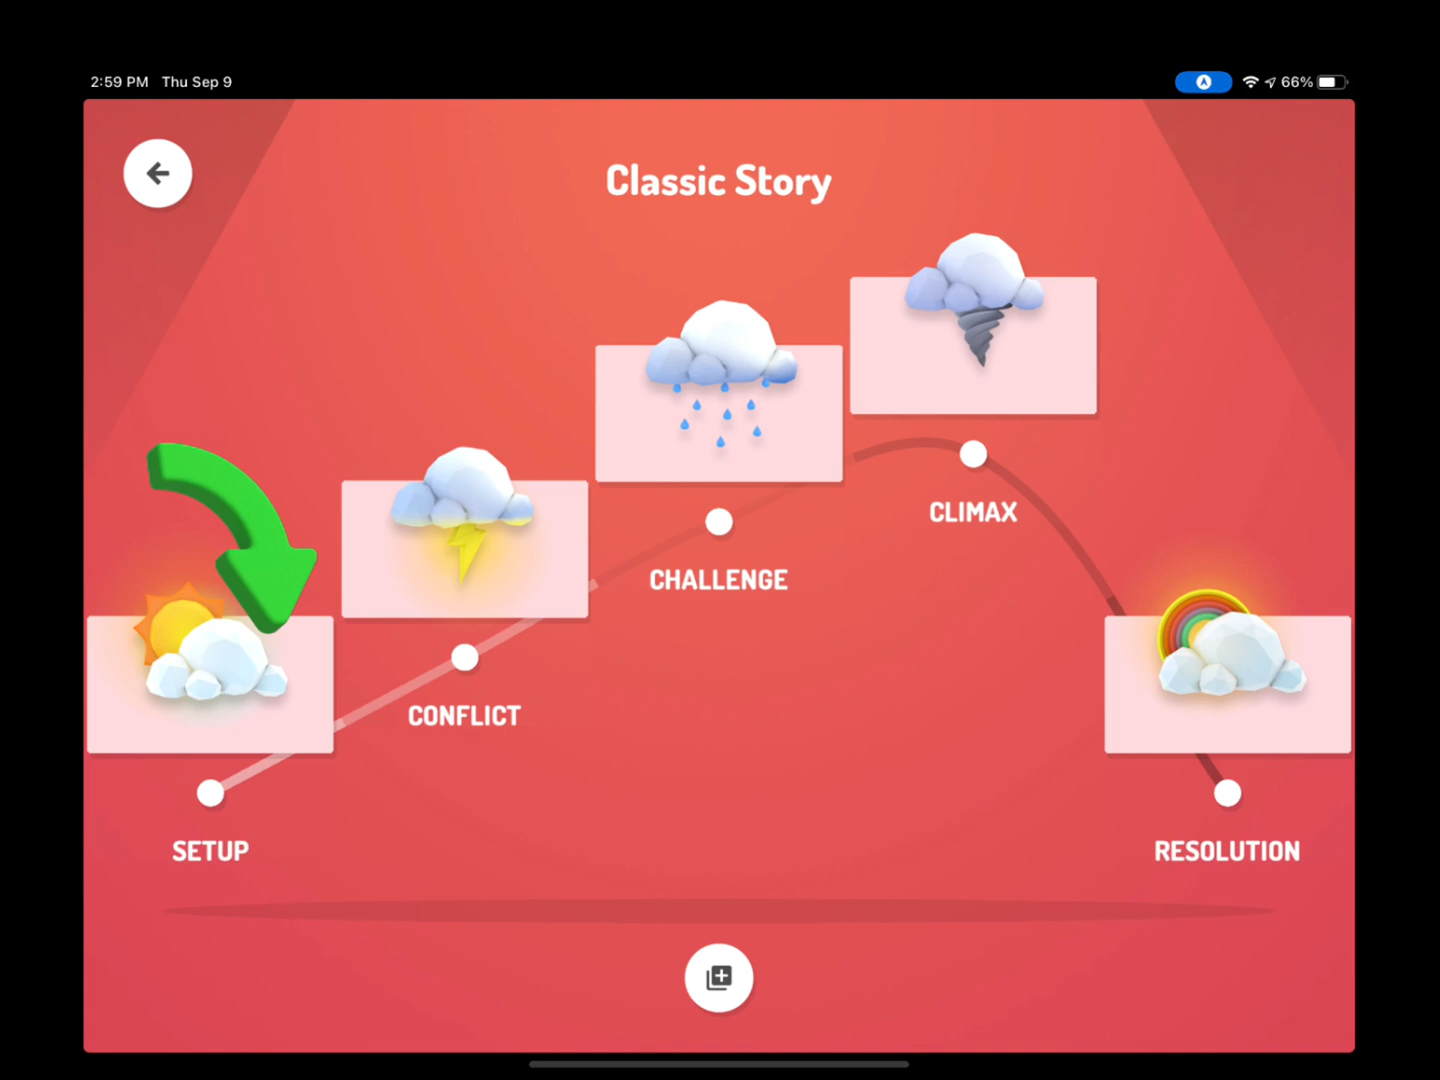 2:59 PM Thu Sep 9
66%
Classic Story
CLIMAX
CHALLENGE
CONFLICT
SETUP
RESOLUTION